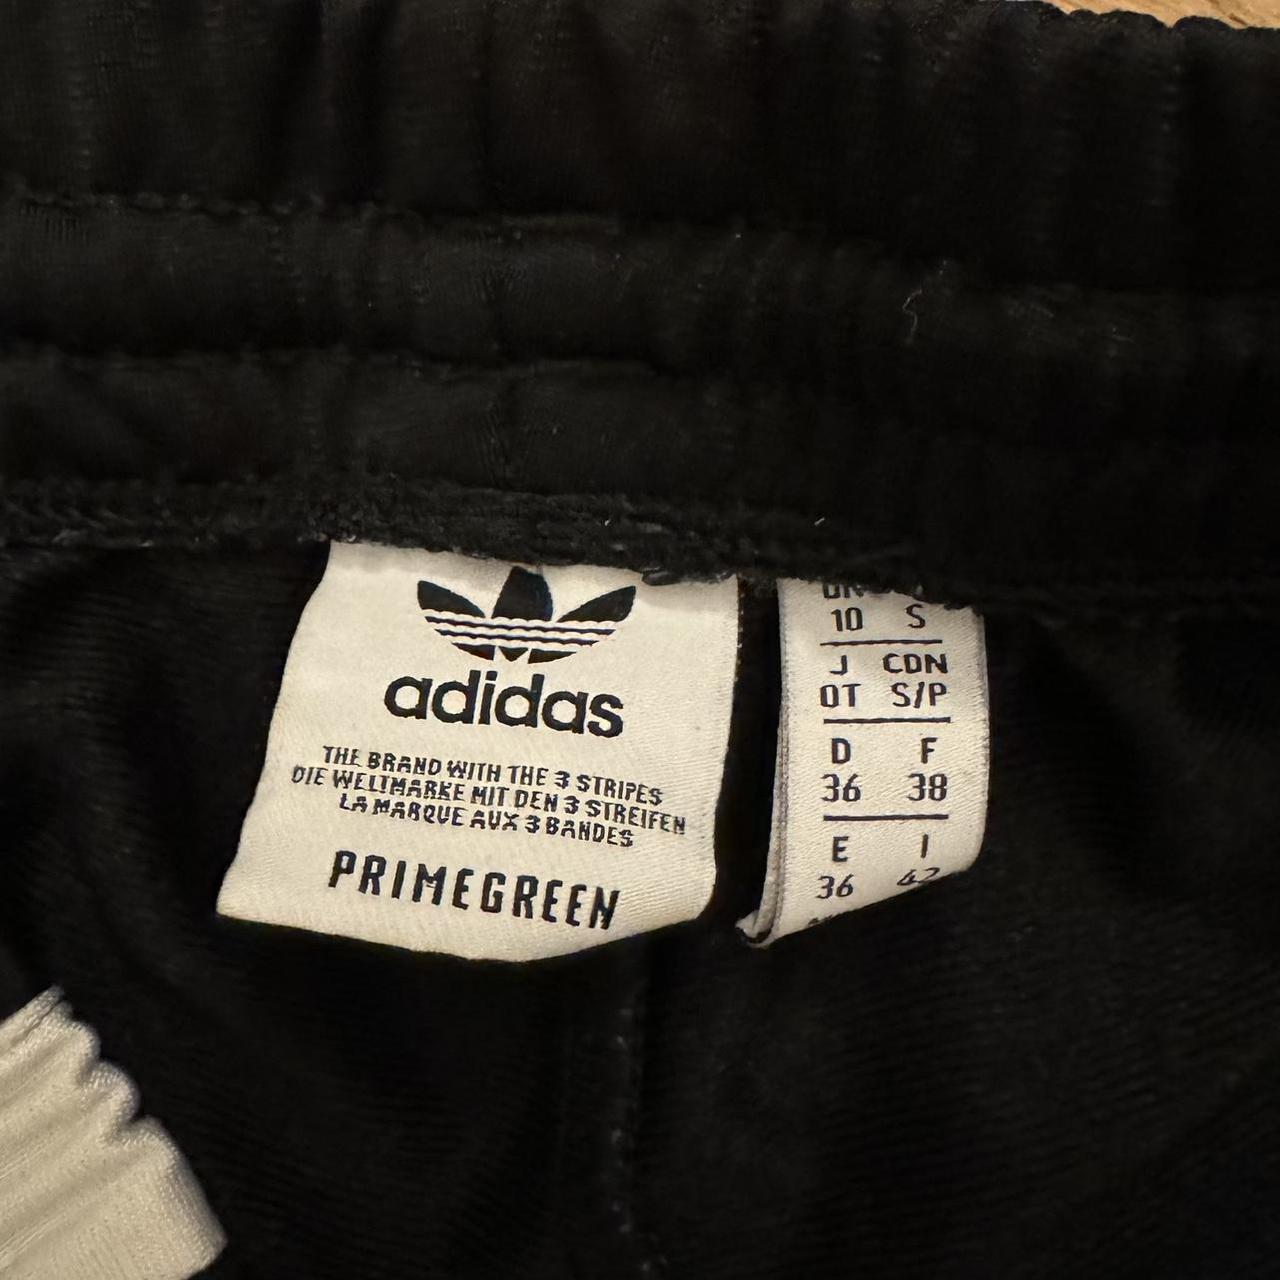 adidas
THE BRAND WITH THE 3 STRIPES
DIE WELTMARKE MIT DEN 3 STREIFEN
LA MARQUE AUX 3 BANDES
PRIMEGREEN
10 S
J CDN
OT S/P
D F
36 38
E I
36 42